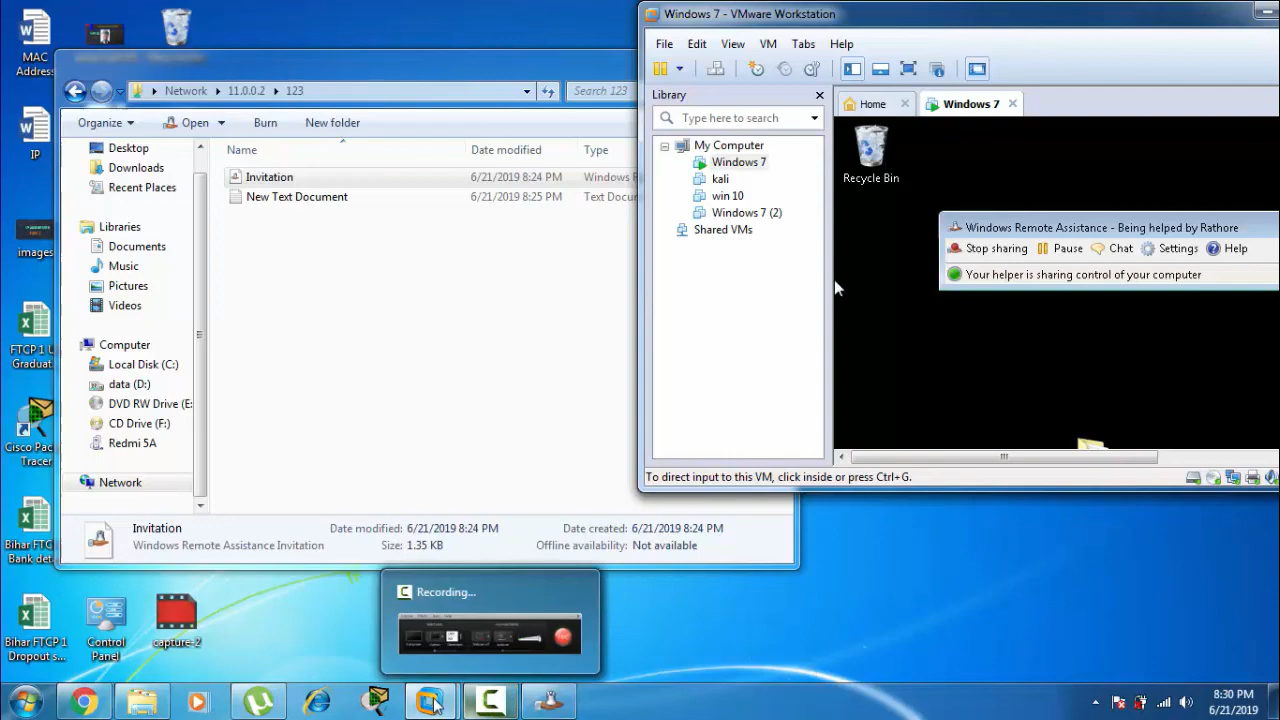 MAC
Address
IP
images
FTCP 1 U
Graduat
Cisco Pac
Tracer
Bihar FTC
Bank det
Bihar FTCP 1
Dropout s...
Control
Panel
capture-2
Network
11.0.0.2
123
Search 123
Organize
Open
Burn
New folder
Name
Date modified
Type
Desktop
Downloads
Recent Places
Libraries
Documents
Music
Pictures
Videos
Computer
Local Disk (C:)
data (D:)
DVD RW Drive (E:
CD Drive (F:)
Redmi 5A
Network
Invitation 6/21/2019 8:24 PM Windows R
New Text Document 6/21/2019 8:25 PM Text Docu
Invitation Date modified: 6/21/2019 8:24 PM Date created: 6/21/2019 8:24 PM
Windows Remote Assistance Invitation Size: 1.35 KB Offline availability: Not available
Windows 7 - VMware Workstation
File Edit View VM Tabs Help
Library
Type here to search
My Computer
Windows 7
kali
win 10
Windows 7 (2)
Shared VMs
Home
Windows 7
Recycle Bin
Windows Remote Assistance - Being helped by Rathore
Stop sharing Pause Chat Settings Help
Your helper is sharing control of your computer
To direct input to this VM, click inside or press Ctrl+G.
Recording...
8:30 PM
6/21/2019